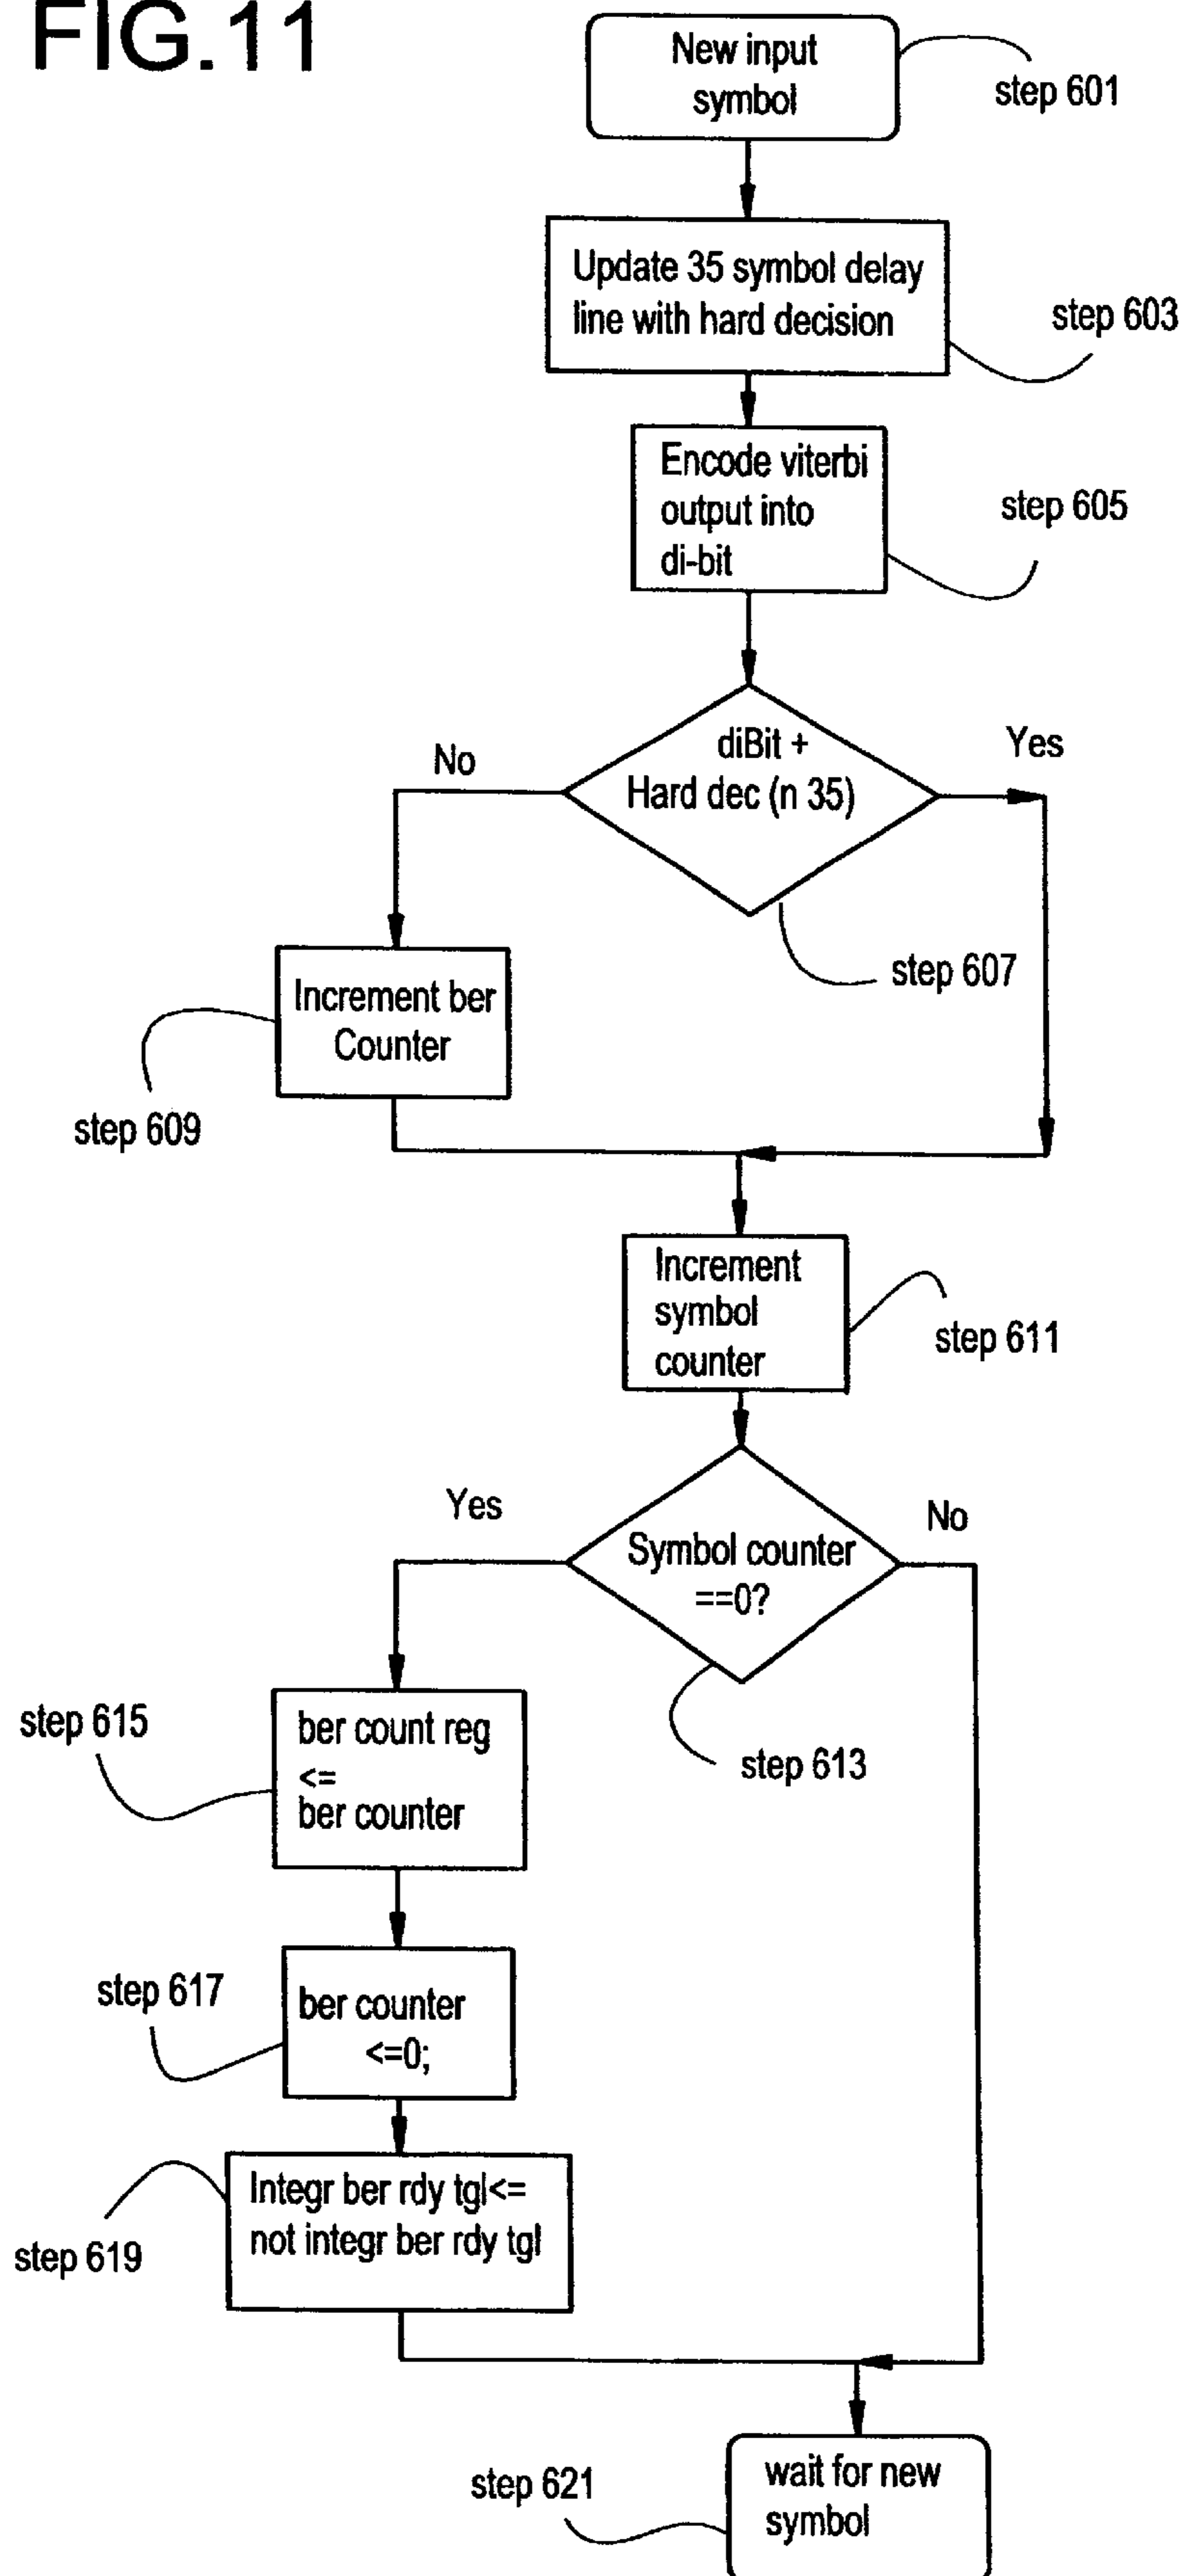 FIG.11
New input
symbol
step 601
Update 35 symbol delay
line with hard decision
step 603
Encode viterbi
output into
di-bit
step 605
diBit +
Hard dec (n 35)
No
Yes
step 607
Increment ber
Counter
step 609
Increment
symbol
counter
step 611
Symbol counter
==0?
Yes
No
step 613
ber count reg
<=
ber counter
step 615
ber counter
<=0;
step 617
Integr ber rdy tgl<=
not integr ber rdy tgl
step 619
wait for new
symbol
step 621